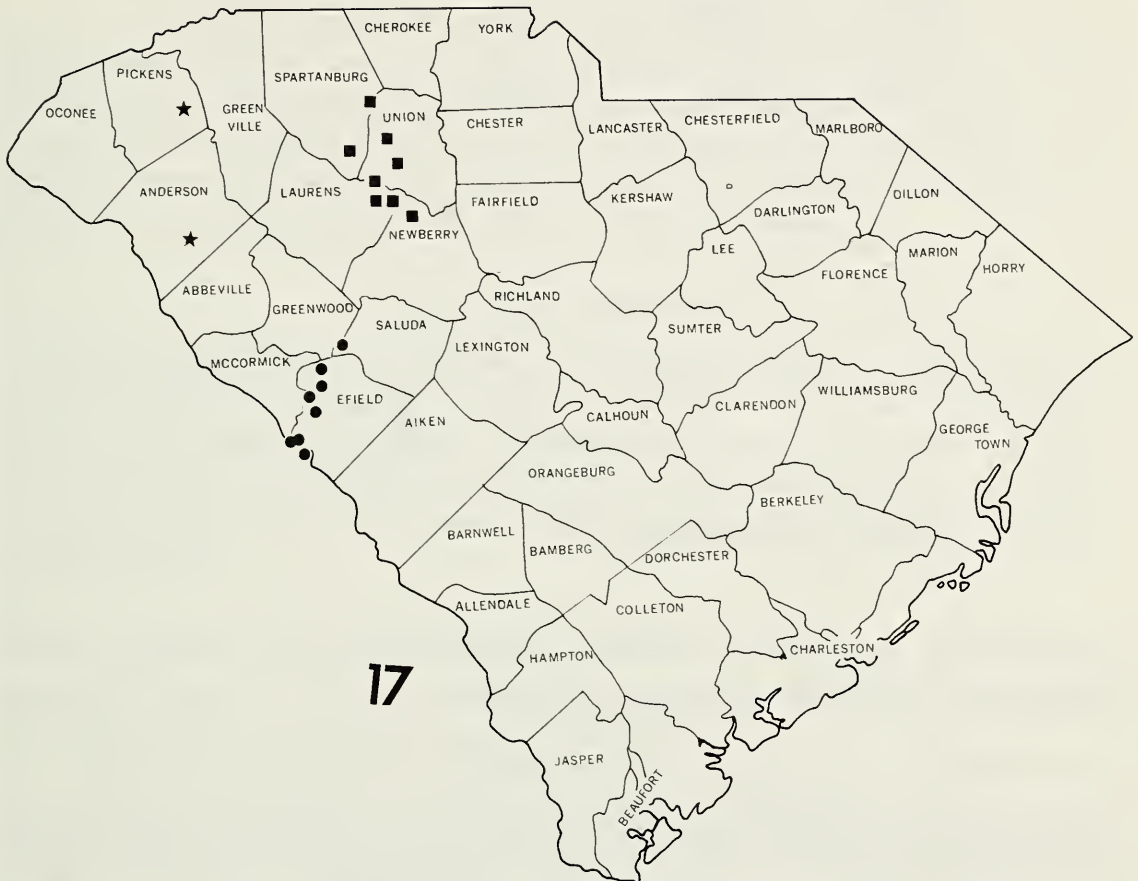 CHEROKEE
YORK
PICKENS
SPARTANBURG
OCONEE
GREEN
VILLE
UNION
CHESTER
LANCASTER
CHESTERFIELD
MARLBORO
ANDERSON
LAURENS
FAIRFIELD
KERSHAW
DARLINGTON
DILLON
NEWBERRY
LEE
MARION
HORRY
FLORENCE
ABBEVILLE
GREENWOOD
RICHLAND
SALUDA
SUMTER
LEXINGTON
MCCORMICK
EFIELD
WILLIAMSBURG
CLARENDON
AIKEN
CALHOUN
GEORGE
TOWN
ORANGEBURG
BERKELEY
BARNWELL
BAMBERG
DORCHESTER
ALLENDALE
COLLETON
CHARLESTON
HAMPTON
17
JASPER
BEAUFORT